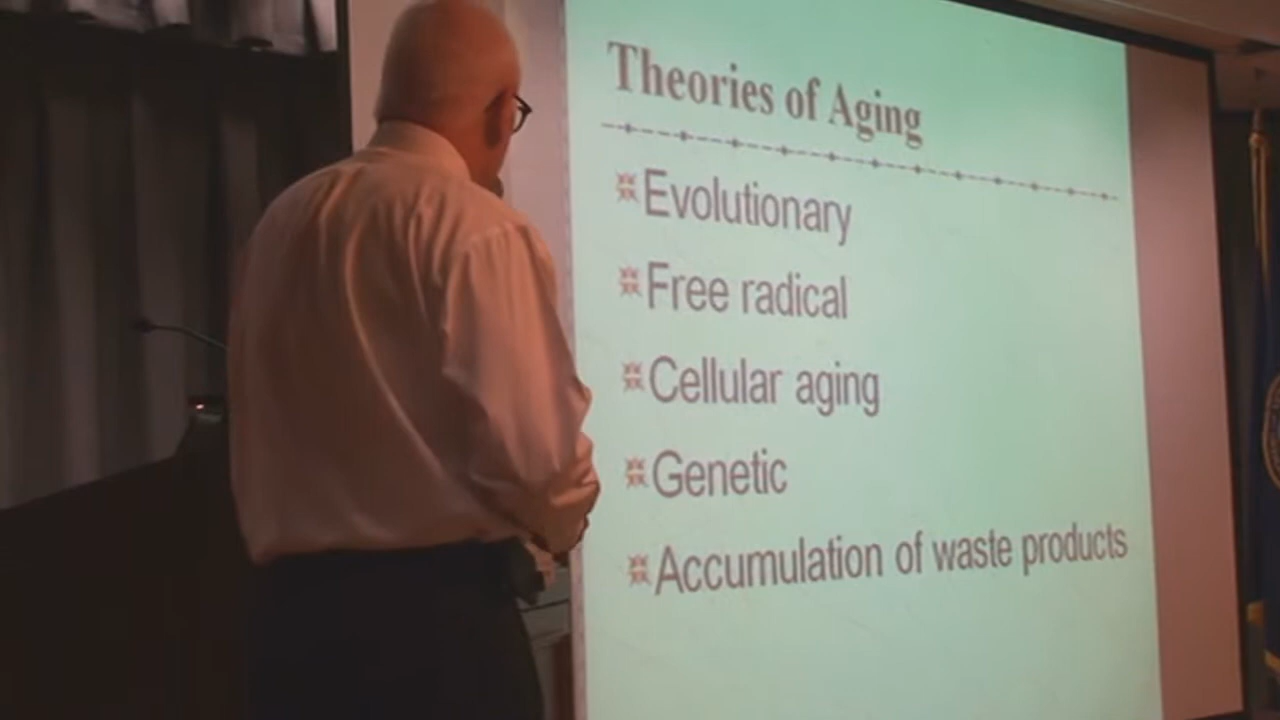 Theories of Aging
Evolutionary
Free radical
Cellular aging
Genetic
Accumulation of waste products